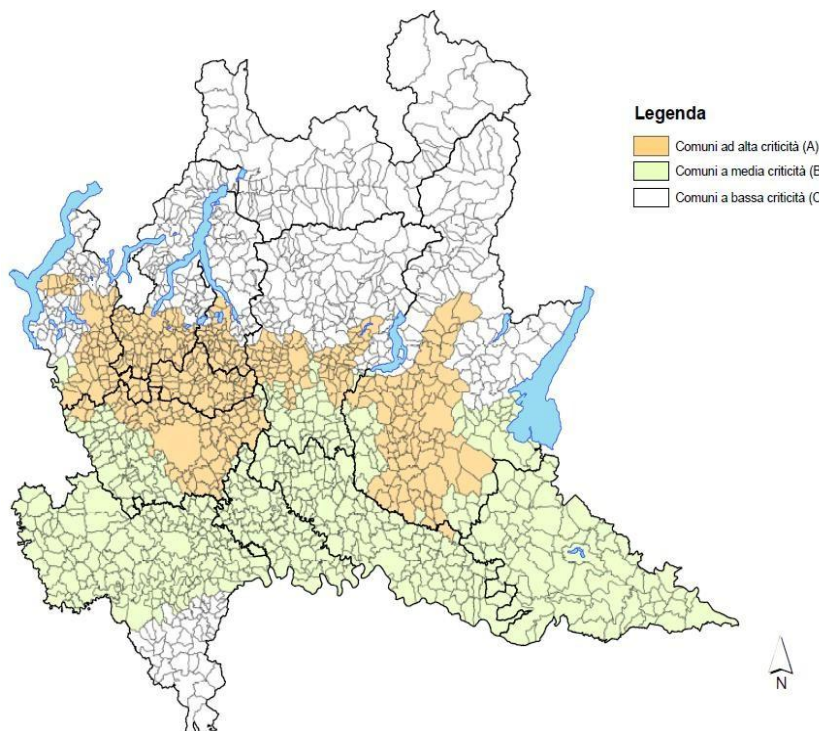 Legenda
Comuni ad alta criticità (A)
Comuni a media criticità (B
Comuni a bassa criticità (C
N